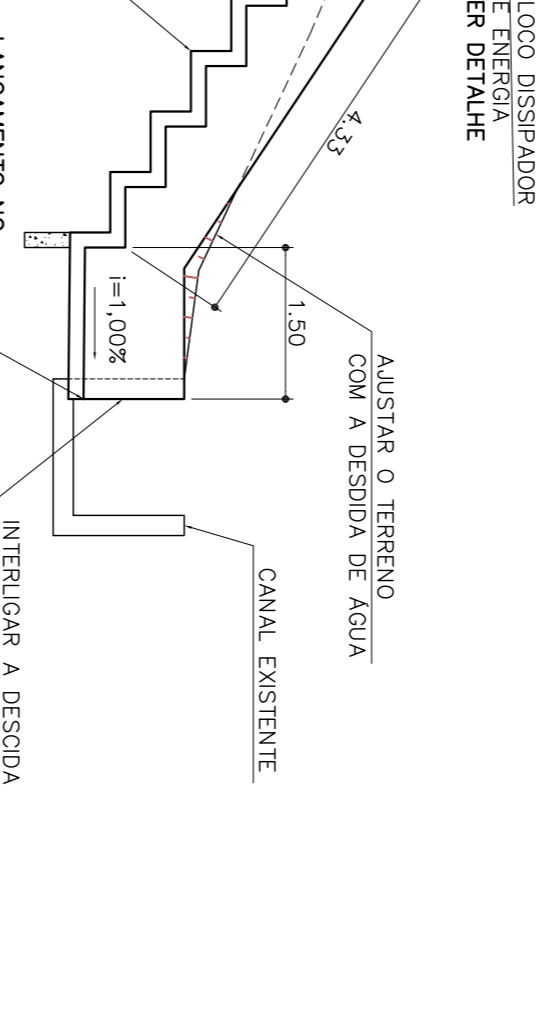 LOCO DISSIPADOR
E ENERGIA
ER DETALHE
4.33
1.50
i=1,00%
AJUSTAR O TERRENO
COM A DESDIDA DE ÁGUA
CANAL EXISTENTE
INTERLIGAR A DESCIDA